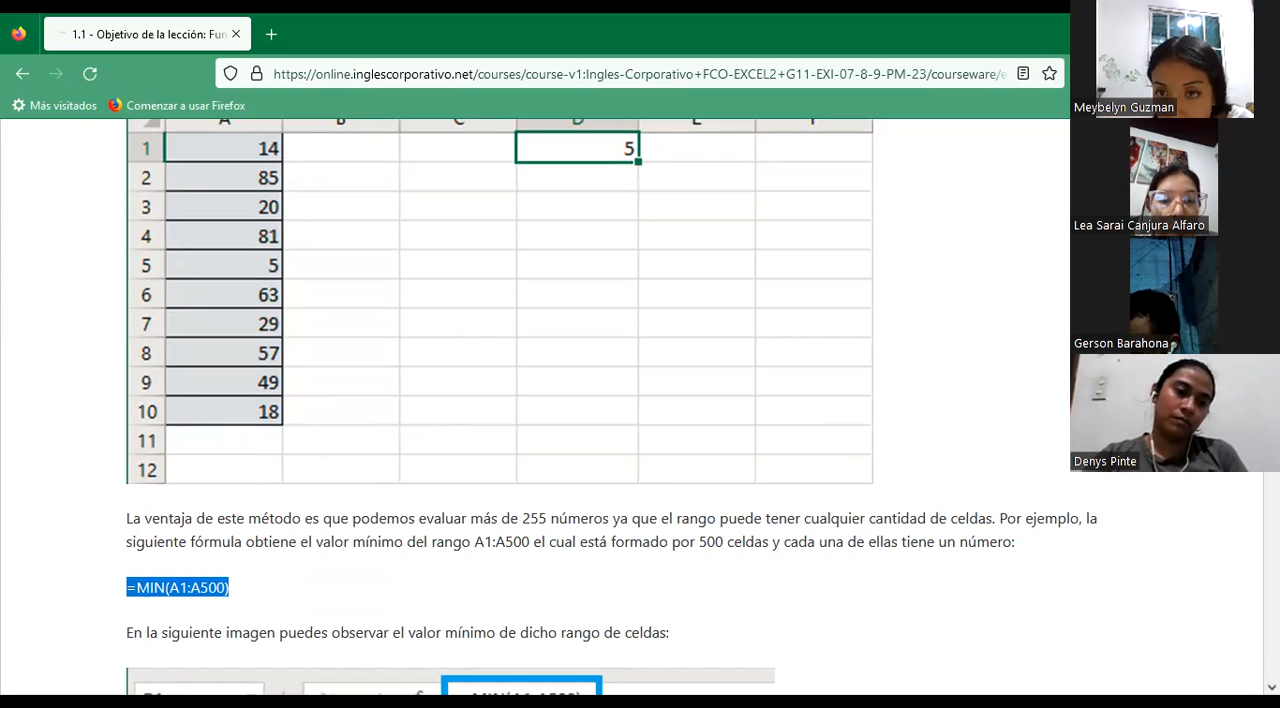 1.1 - Objetivo de la lección: Fun
https://online.inglescorporativo.net/courses/course-v1:Ingles-Corporativo+FCO-EXCEL2+G11-EXI-07-8-9-PM-23/courseware/e
Más visitados Comenzar a usar Firefox
A B C D E F
1 14 5
2 85
3 20
4 81
5 5
6 63
7 29
8 57
9 49
10 18
11
12
La ventaja de este método es que podemos evaluar más de 255 números ya que el rango puede tener cualquier cantidad de celdas. Por ejemplo, la
siguiente fórmula obtiene el valor mínimo del rango A1:A500 el cual está formado por 500 celdas y cada una de ellas tiene un número:
=MIN(A1:A500)
En la siguiente imagen puedes observar el valor mínimo de dicho rango de celdas:
Meybelyn Guzman
Lea Sarai Canjura Alfaro
Gerson Barahona
Denys Pinte